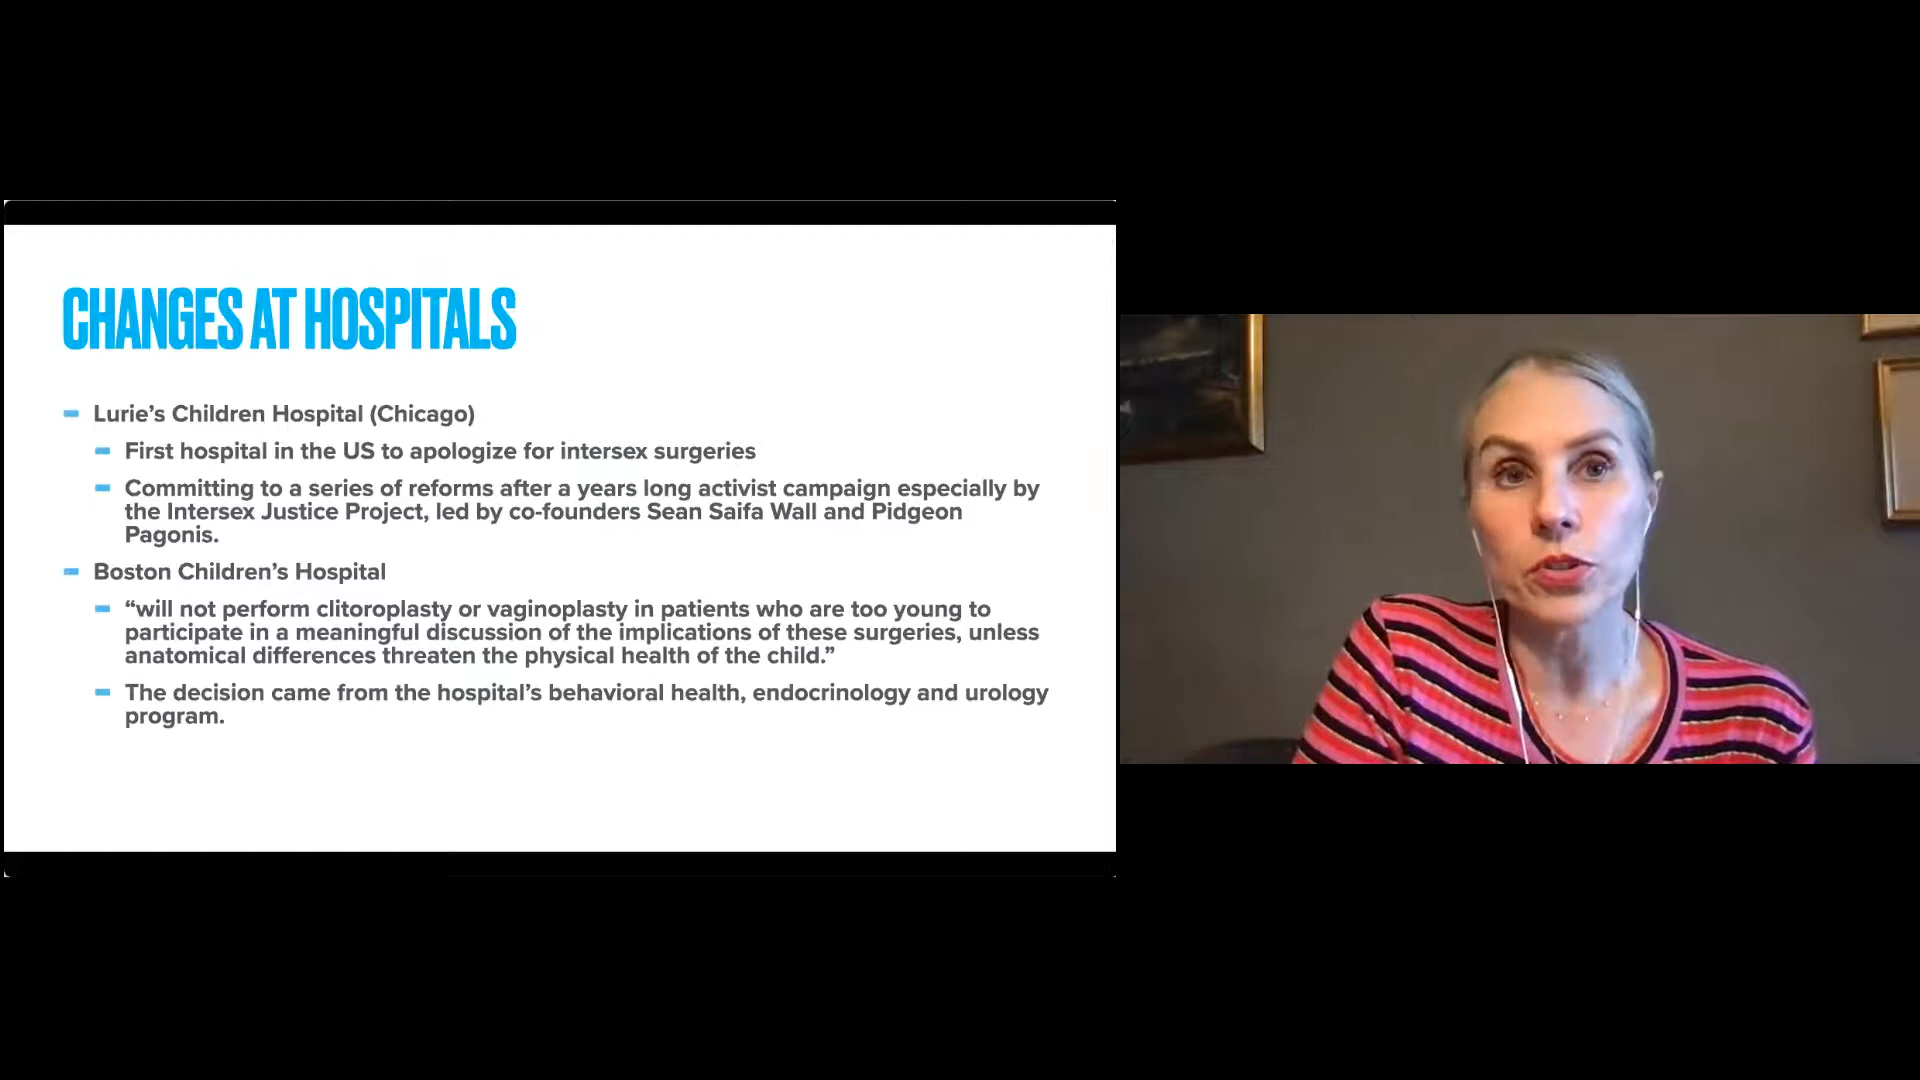 CHANGES AT HOSPITALS
Lurie's Children Hospital (Chicago)
First hospital in the US to apologize for intersex surgeries
Committing to a series of reforms after a years long activist campaign especially by
the Intersex Justice Project, led by co-founders Sean Saifa Wall and Pidgeon
Pagonis.
Boston Children's Hospital
“will not perform clitoroplasty or vaginoplasty in patients who are too young to
participate in a meaningful discussion of the implications of these surgeries, unless
anatomical differences threaten the physical health of the child.”
The decision came from the hospital's behavioral health, endocrinology and urology
program.